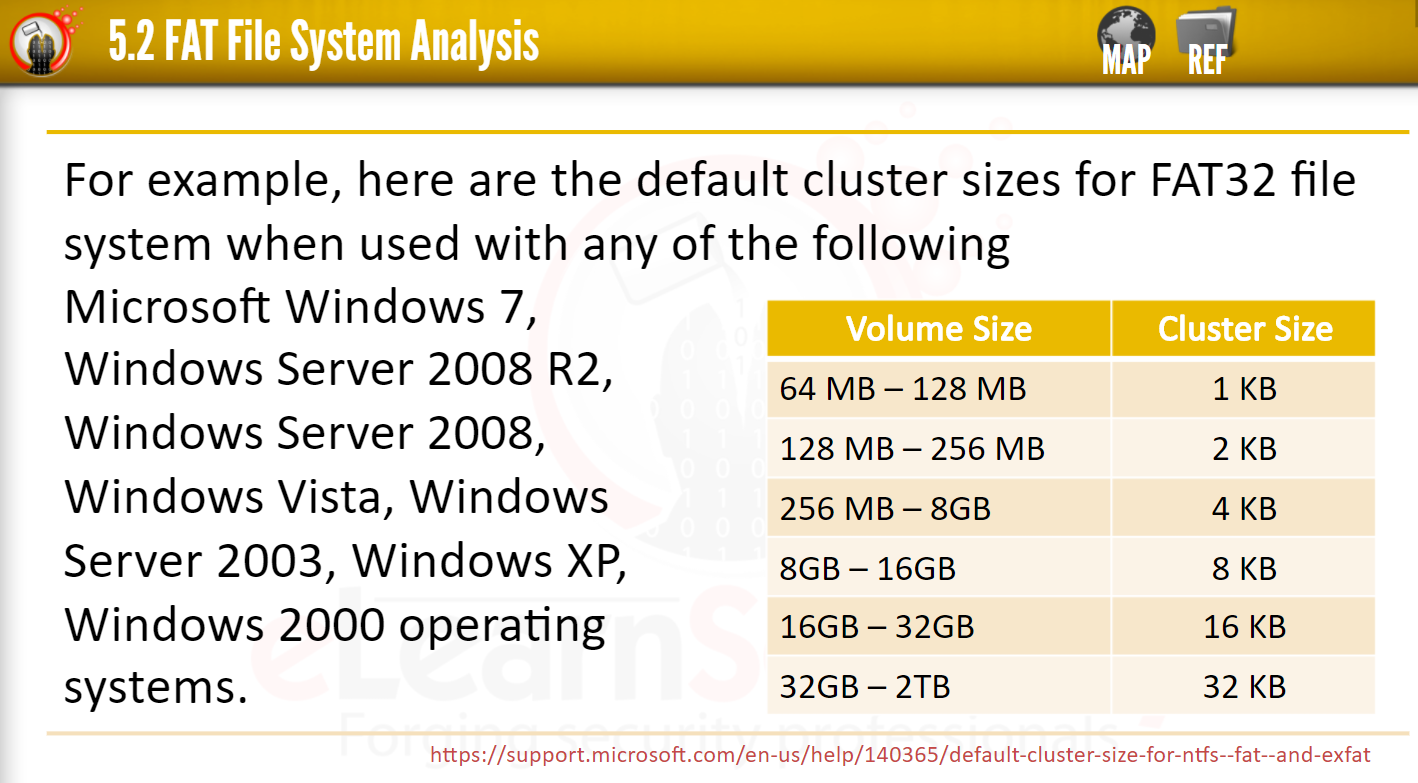 5.2 FAT File System Analysis
MAP REF
For example, here are the default cluster sizes for FAT32 file
system when used with any of the following
Microsoft Windows 7,
Windows Server 2008 R2,
Windows Server 2008,
Windows Vista, Windows
Server 2003, Windows XP,
Windows 2000 operating
systems.
Volume Size Cluster Size
64 MB – 128 MB 1 KB
128 MB – 256 MB 2 KB
256 MB – 8GB 4 KB
8GB – 16GB 8 KB
16GB – 32GB 16 KB
32GB – 2TB 32 KB
eLearnS
Forging security professionals
https://support.microsoft.com/en-us/help/140365/default-cluster-size-for-ntfs--fat--and-exfat